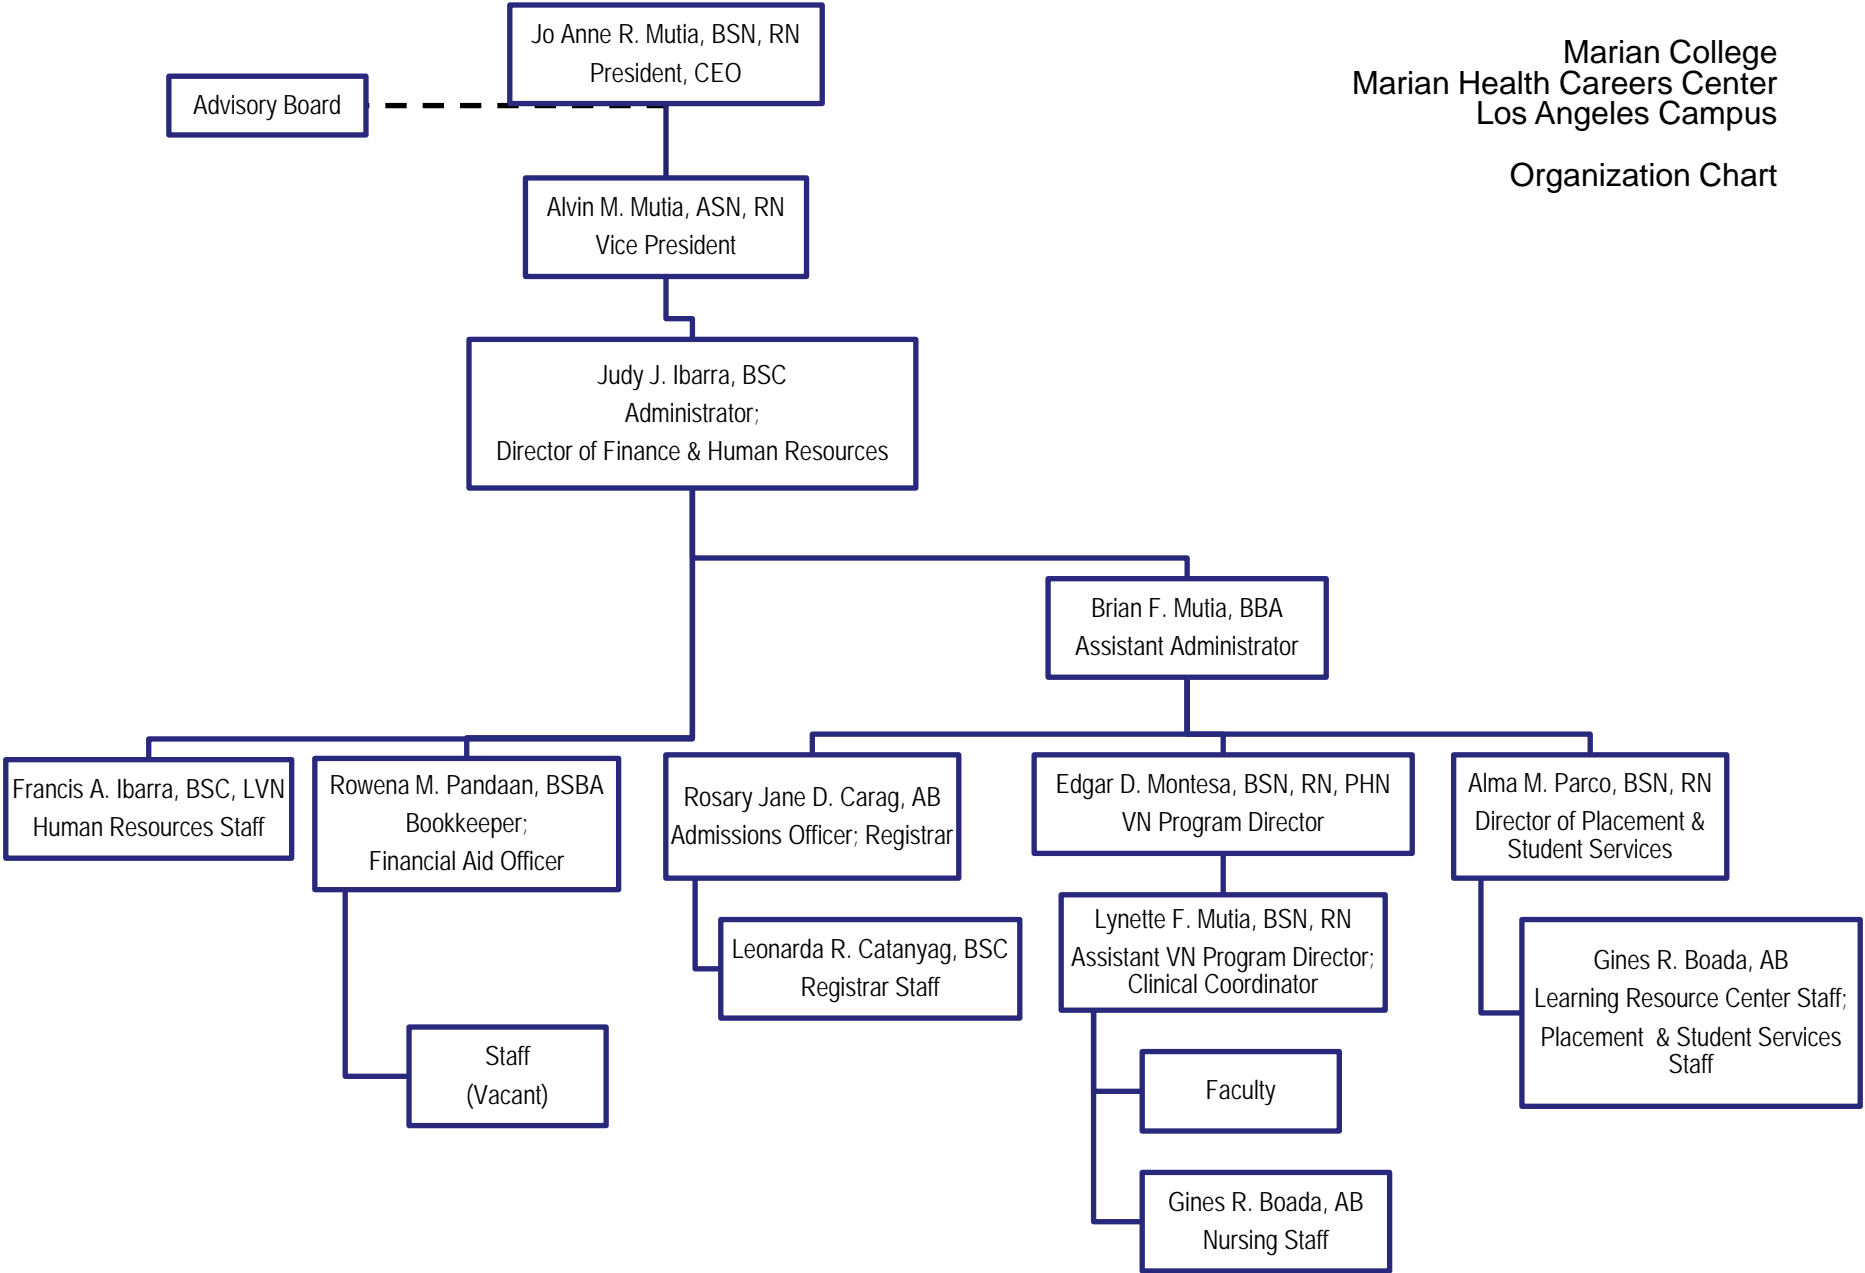 Jo Anne R. Mutia, BSN, RN
President, CEO
Advisory Board
Marian College
Marian Health Careers Center
Los Angeles Campus
Organization Chart
Alvin M. Mutia, ASN, RN
Vice President
Judy J. Ibarra, BSC
Administrator;
Director of Finance & Human Resources
Brian F. Mutia, BBA
Assistant Administrator
Francis A. Ibarra, BSC, LVN
Human Resources Staff
Rowena M. Pandaan, BSBA
Bookkeeper;
Financial Aid Officer
Rosary Jane D. Carag, AB
Admissions Officer; Registrar
Edgar D. Montesa, BSN, RN, PHN
VN Program Director
Alma M. Parco, BSN, RN
Director of Placement &
Student Services
Leonarda R. Catanyag, BSC
Registrar Staff
Lynette F. Mutia, BSN, RN
Assistant VN Program Director;
Clinical Coordinator
Gines R. Boada, AB
Learning Resource Center Staff;
Placement & Student Services
Staff
Staff
(Vacant)
Faculty
Gines R. Boada, AB
Nursing Staff